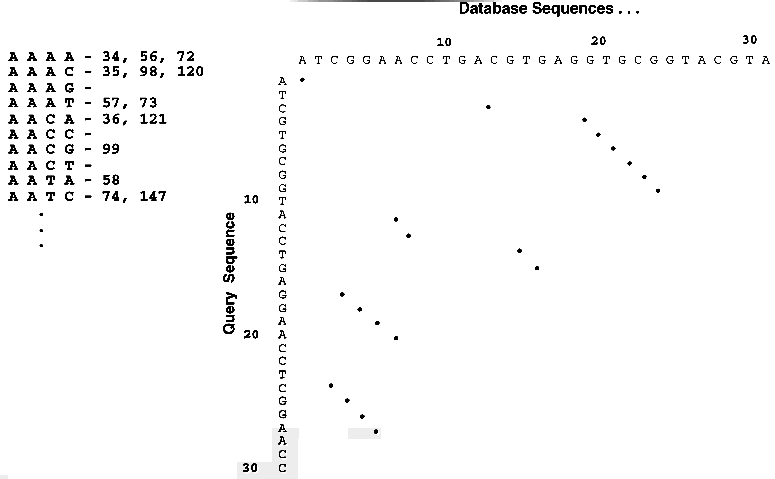 Database Sequences . . .
10 20 30
A T C G G A A C C T G A C G T G A G G T G C G G T A C G T A
A A A A - 34, 56, 72
A A A C - 35, 98, 120
A A A G -
A A A T - 57, 73
A A C A - 36, 121
A A C C -
A A C G - 99
A A C T -
A A T A - 58
A A T C - 74, 147
.
.
.
Query Sequence
A
T
C
G
T
G
C
G
G
10 T
A
C
C
T
G
A
G
G
A
20 A
C
C
T
C
G
G
A
A
C
30 C